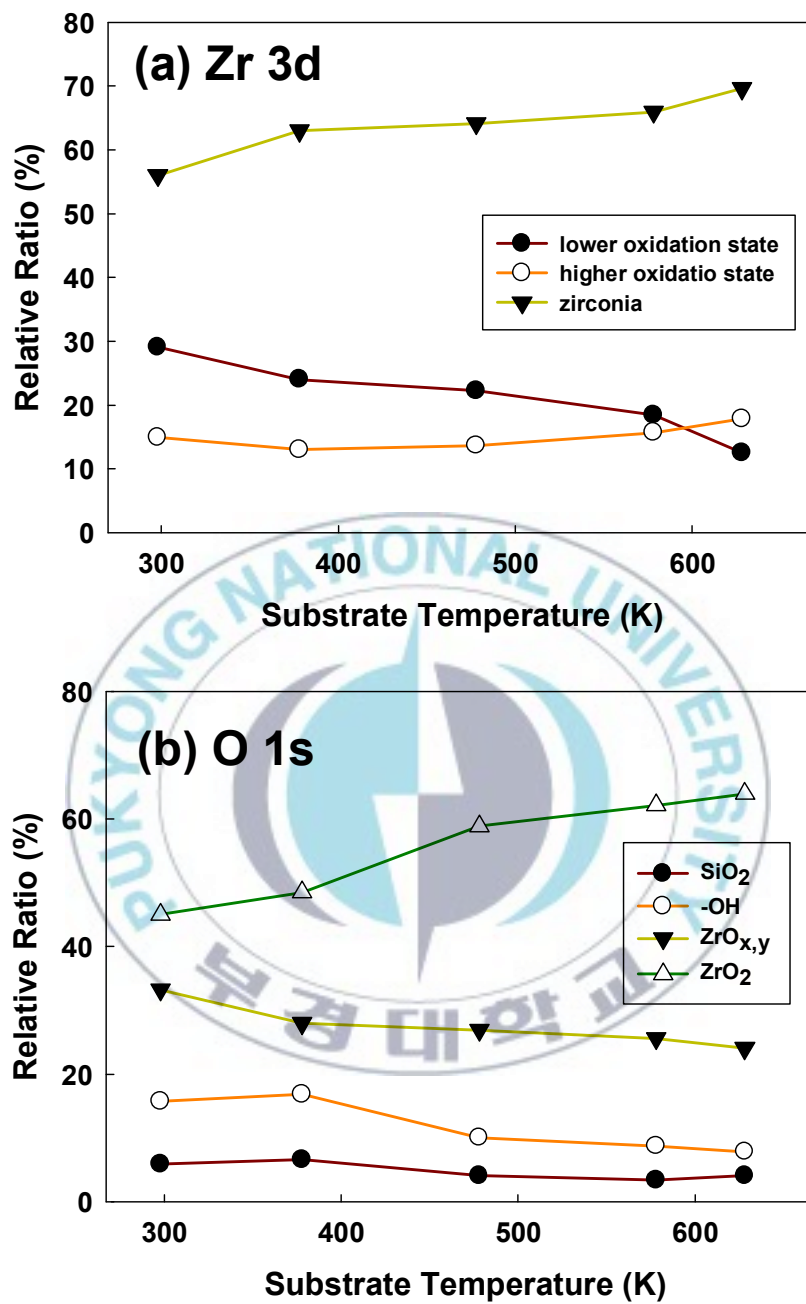 80
(a) Zr 3d
70
60
50
40
30
20
10
0
Relative Ratio (%)
lower oxidation state
higher oxidatio state
zirconia
300 400 500 600
Substrate Temperature (K)
PUKYONG NATIONAL UNIVERSITY
부경대학교
80
(b) O 1s
60
40
20
0
Relative Ratio (%)
SiO₂
-OH
ZrOₓ,ᵧ
ZrO₂
300 400 500 600
Substrate Temperature (K)